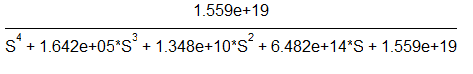 1.559e+19
S^4 + 1.642e+05*S^3 + 1.348e+10*S^2 + 6.482e+14*S + 1.559e+19